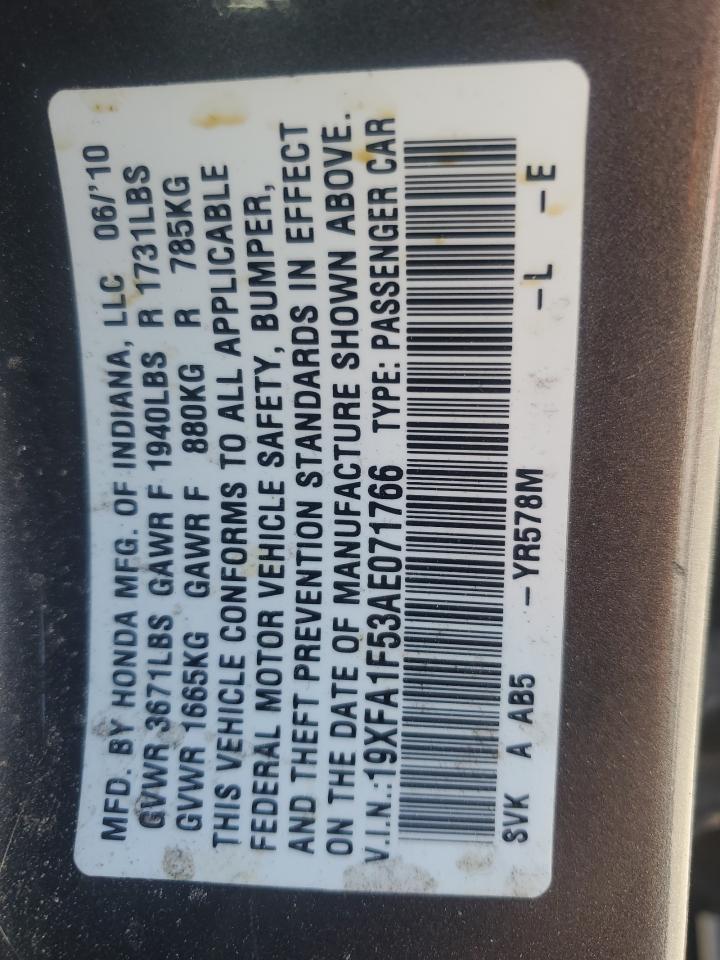 MFD. BY HONDA MFG. OF INDIANA, LLC 06/'10
GVWR 3671LBS GAWR F 1940LBS R 1731LBS
GVWR 1665KG GAWR F 880KG R 785KG
THIS VEHICLE CONFORMS TO ALL APPLICABLE
FEDERAL MOTOR VEHICLE SAFETY, BUMPER,
AND THEFT PREVENTION STANDARDS IN EFFECT
ON THE DATE OF MANUFACTURE SHOWN ABOVE.
V.I.N.:19XFA1F53AE071766 TYPE: PASSENGER CAR
SVK A AB5 –YR578M –L –E